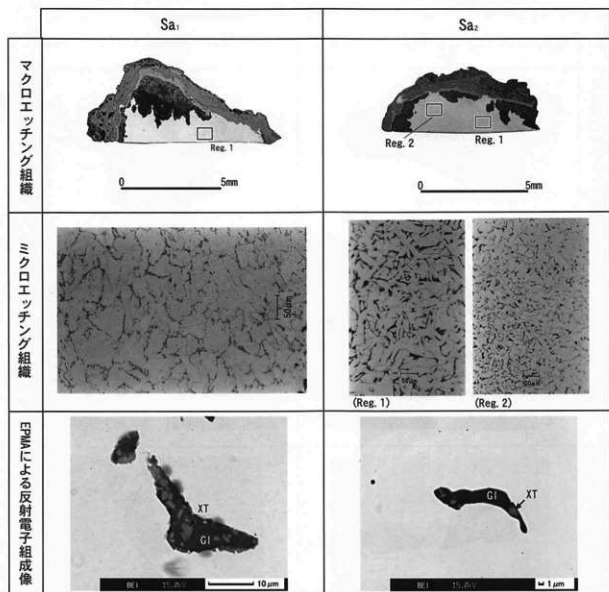 Sa₁
Sa₂
マクロエッチング組織
Reg. 1
0
5mm
Reg. 2
Reg. 1
0
5mm
ミクロエッチング組織
50μm
(Reg. 1)
(Reg. 2)
EPMAによる反射電子組成像
XT
GI
BEI
15.0kV
10μm
GI
XT
BEI
15.0kV
1μm